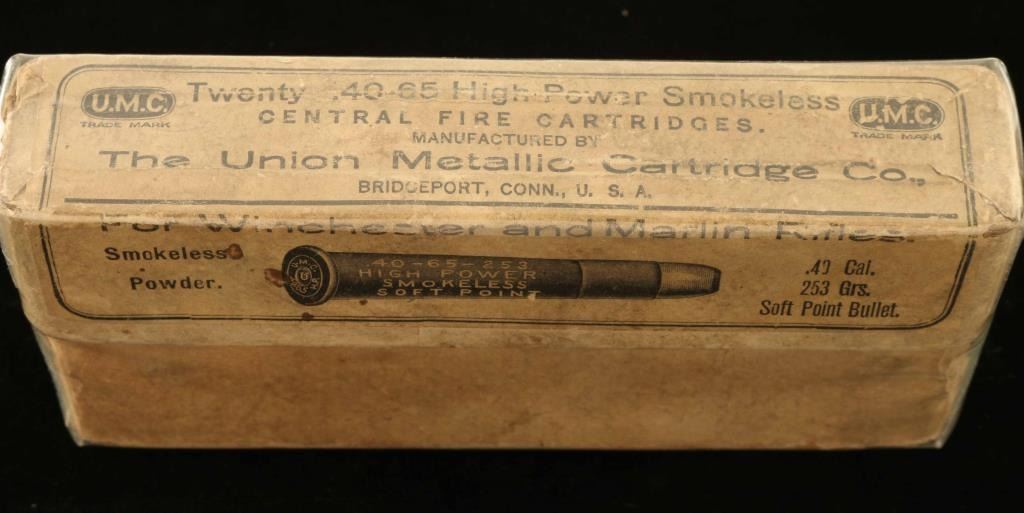 U.M.C. Twenty .40-65 High-Power Smokeless U.M.C.
TRADE MARK TRADE MARK
CENTRAL FIRE CARTRIDGES.
MANUFACTURED BY
The Union Metallic Cartridge Co.,
BRIDGEPORT, CONN., U. S. A.
For Winchester and Marlin Rifles.
Smokeless
Powder.
40-65-253
HIGH POWER
SMOKELESS
SOFT POINT
.40 Cal.
253 Grs.
Soft Point Bullet.
U.M.C.